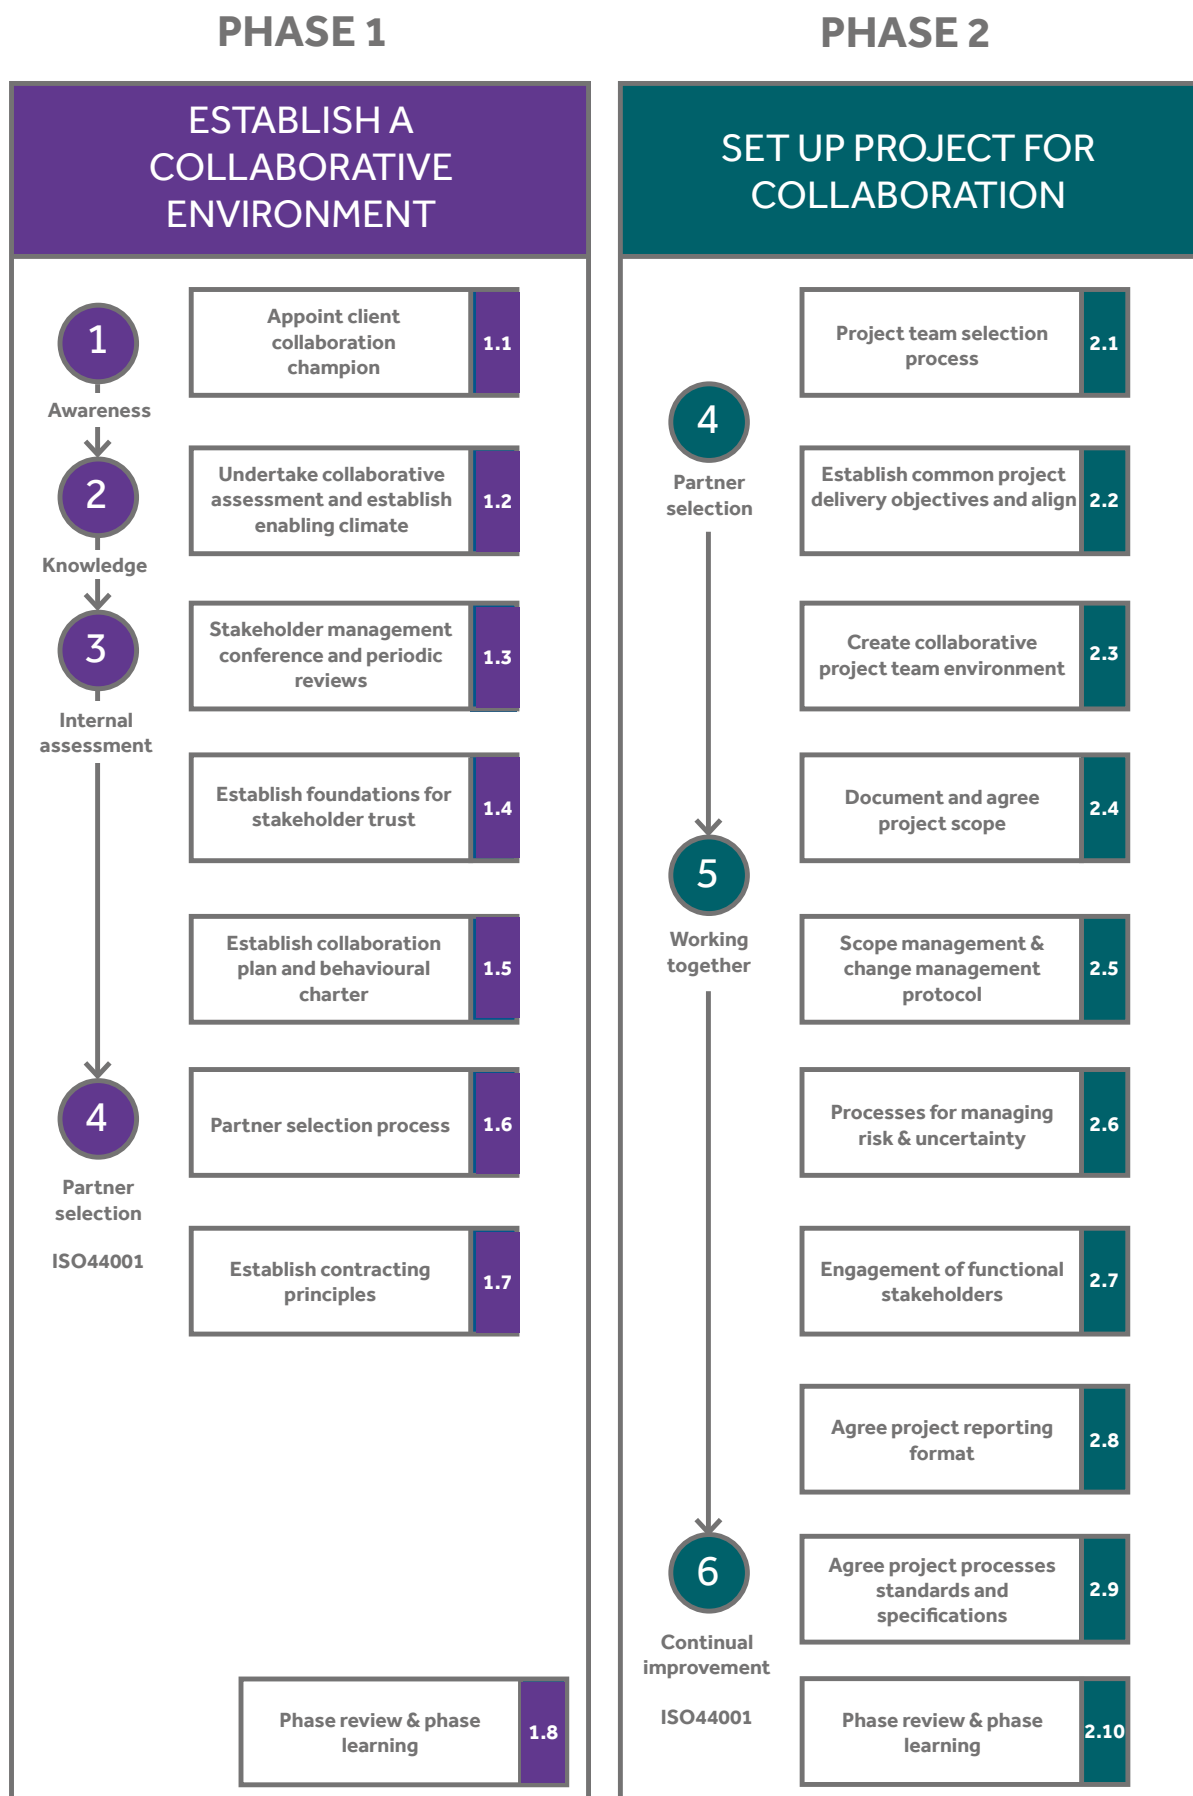 PHASE 1
ESTABLISH A
COLLABORATIVE
ENVIRONMENT
1
Awareness
2
Knowledge
3
Internal
assessment
4
Partner
selection
ISO44001
Appoint client
collaboration
champion
1.1
Undertake collaborative
assessment and establish
enabling climate
1.2
Stakeholder management
conference and periodic
reviews
1.3
Establish foundations for
stakeholder trust
1.4
Establish collaboration
plan and behavioural
charter
1.5
Partner selection process
1.6
Establish contracting
principles
1.7
Phase review & phase
learning
1.8
PHASE 2
SET UP PROJECT FOR
COLLABORATION
4
Partner
selection
5
Working
together
6
Continual
improvement
ISO44001
Project team selection
process
2.1
Establish common project
delivery objectives and align
2.2
Create collaborative
project team environment
2.3
Document and agree
project scope
2.4
Scope management &
change management
protocol
2.5
Processes for managing
risk & uncertainty
2.6
Engagement of functional
stakeholders
2.7
Agree project reporting
format
2.8
Agree project processes
standards and
specifications
2.9
Phase review & phase
learning
2.10